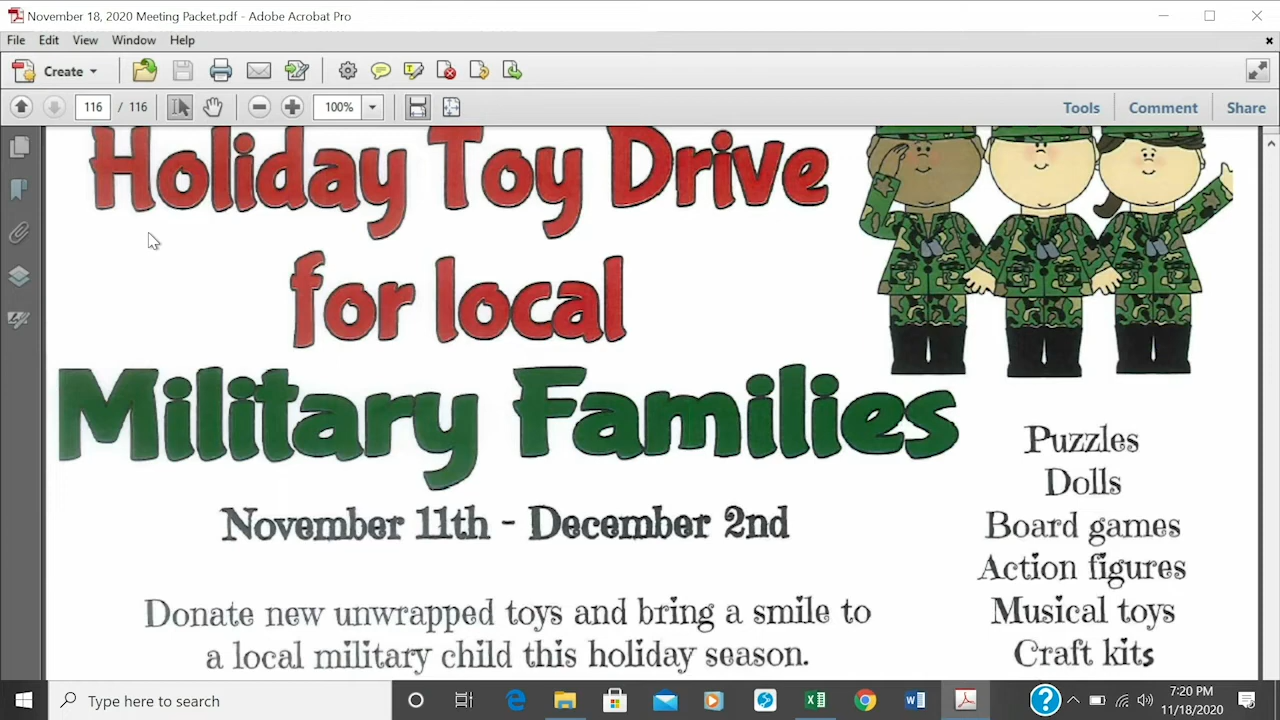 November 18, 2020 Meeting Packet.pdf - Adobe Acrobat Pro
File Edit View Window Help
Create
116 / 116 100% Tools Comment Share
Holiday Toy Drive
for local
Military Families
November 11th - December 2nd
Donate new unwrapped toys and bring a smile to
a local military child this holiday season.
Puzzles
Dolls
Board games
Action figures
Musical toys
Craft kits
Type here to search
7:20 PM
11/18/2020